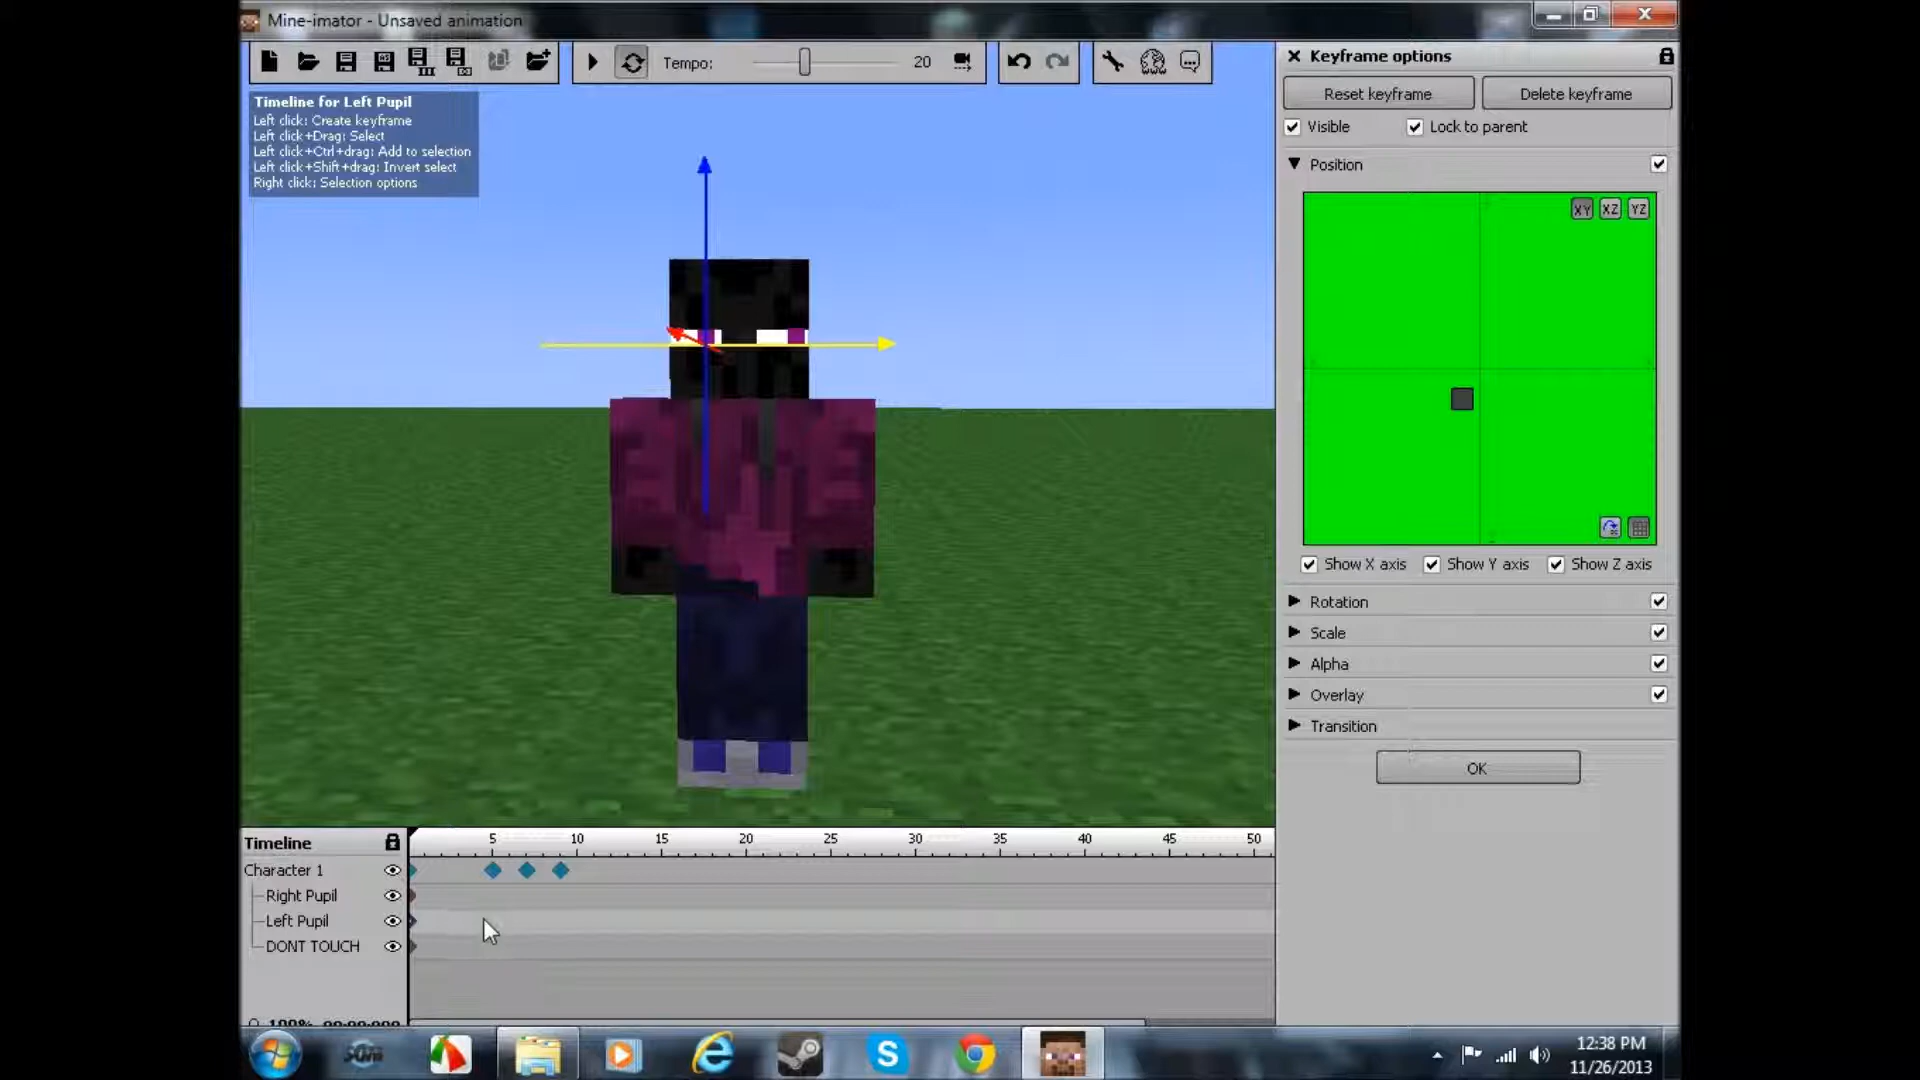 Mine-imator - Unsaved animation
Tempo: 20
Timeline for Left Pupil
Left click: Create keyframe
Left click+Drag: Select
Left click+Ctrl+drag: Add to selection
Left click+Shift+drag: Invert select
Right click: Selection options
Keyframe options
Reset keyframe Delete keyframe
Visible Lock to parent
Position
XY XZ YZ
Show X axis Show Y axis Show Z axis
Rotation
Scale
Alpha
Overlay
Transition
OK
Timeline 5 10 15 20 25 30 35 40 45 50
Character 1
Right Pupil
Left Pupil
DONT TOUCH
12:38 PM
11/26/2013